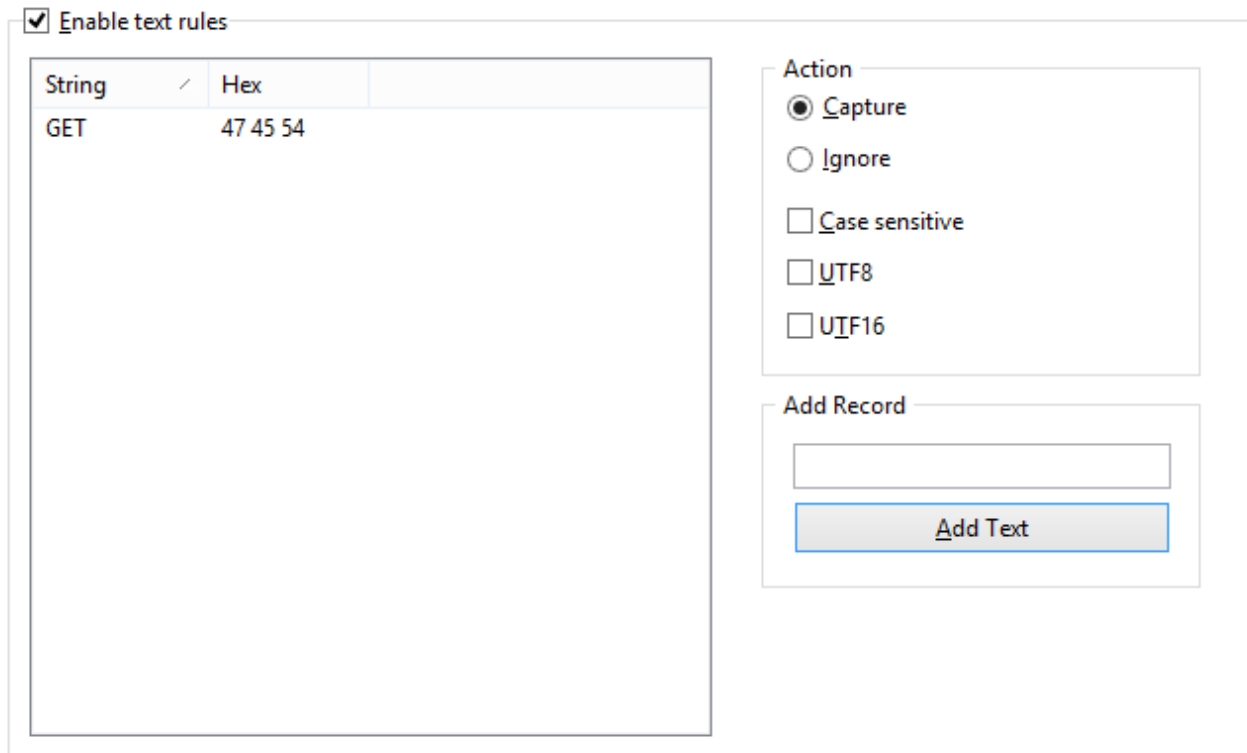 Enable text rules
String Hex
GET 47 45 54
Action
Capture
Ignore
Case sensitive
UTF8
UTF16
Add Record
Add Text